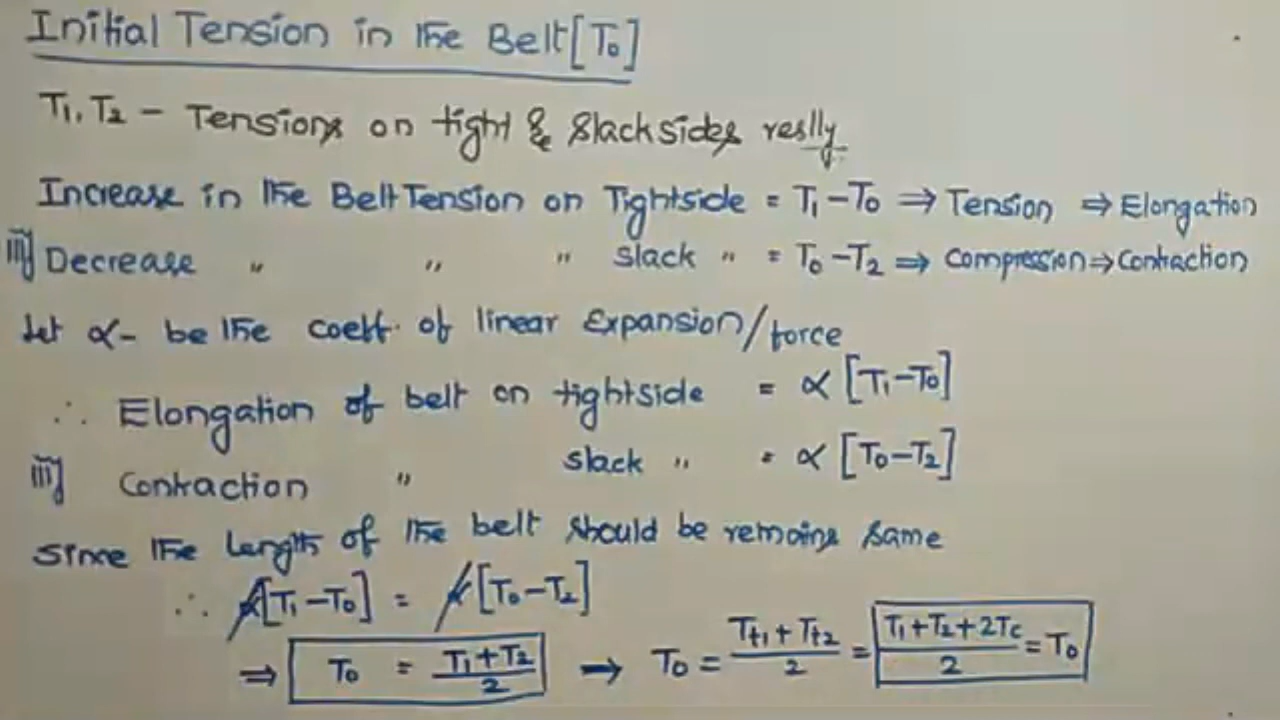 Initial Tension in the Belt [T₀]
T₁, T₂ - Tensions on tight & slack sides reslly
Increase in the Belt Tension on Tightside = T₁ - T₀ ⇒ Tension ⇒ Elongation
|||ly Decrease " " " slack " = T₀ - T₂ ⇒ compression ⇒ contraction
Let α - be the coeff. of linear Expansion/force
∴ Elongation of belt on tightside = α [T₁ - T₀]
|||ly contraction " slack " = α [T₀ - T₂]
Since the length of the belt should be remains same
∴ α[T₁ - T₀] = α[T₀ - T₂]
⇒ T₀ = (T₁ + T₂)/2 → T₀ = (Tt₁ + Tt₂)/2 = (T₁ + T₂ + 2Tc)/2 = T₀